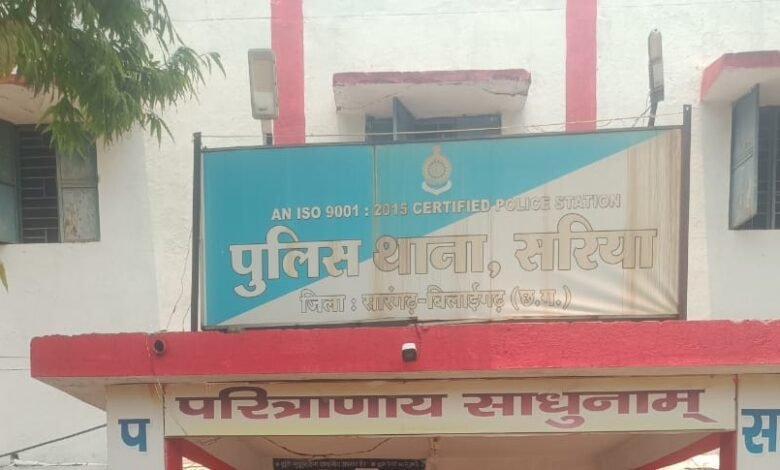 AN ISO 9001 : 2015 CERTIFIED POLICE STATION
पुलिस थाना, सरिया
जिला : सारंगढ़-बिलाईगढ़ (छ.ग.)
परित्राणाय साधुनाम्
प
स